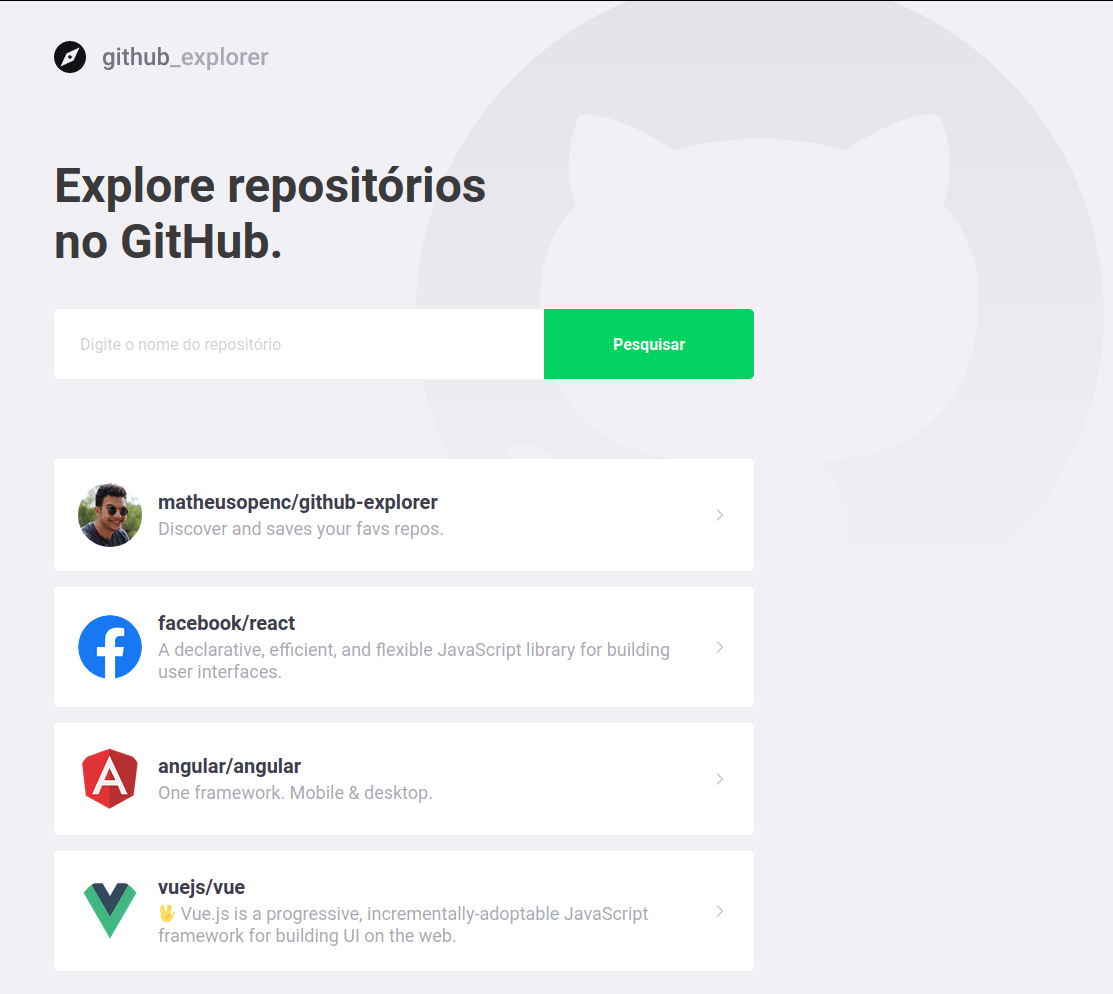 github_explorer
Explore repositórios
no GitHub.
Digite o nome do repositório
Pesquisar
matheusopenc/github-explorer
Discover and saves your favs repos.
facebook/react
A declarative, efficient, and flexible JavaScript library for building
user interfaces.
angular/angular
One framework. Mobile & desktop.
vuejs/vue
🖖 Vue.js is a progressive, incrementally-adoptable JavaScript
framework for building UI on the web.